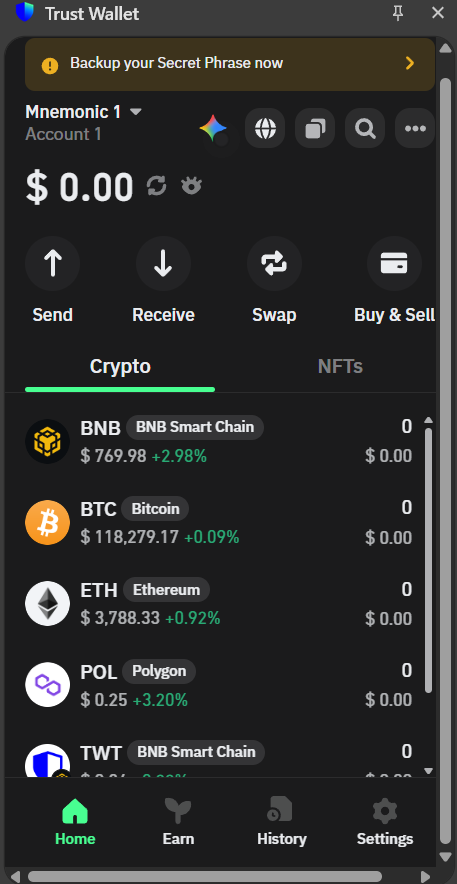 Trust Wallet
Backup your Secret Phrase now
Mnemonic 1
Account 1
$ 0.00
Send Receive Swap Buy & Sell
Crypto NFTs
BNB BNB Smart Chain 0
$ 769.98 +2.98% $ 0.00
BTC Bitcoin 0
$ 118,279.17 +0.09% $ 0.00
ETH Ethereum 0
$ 3,788.33 +0.92% $ 0.00
POL Polygon 0
$ 0.25 +3.20% $ 0.00
TWT BNB Smart Chain 0
Home Earn History Settings